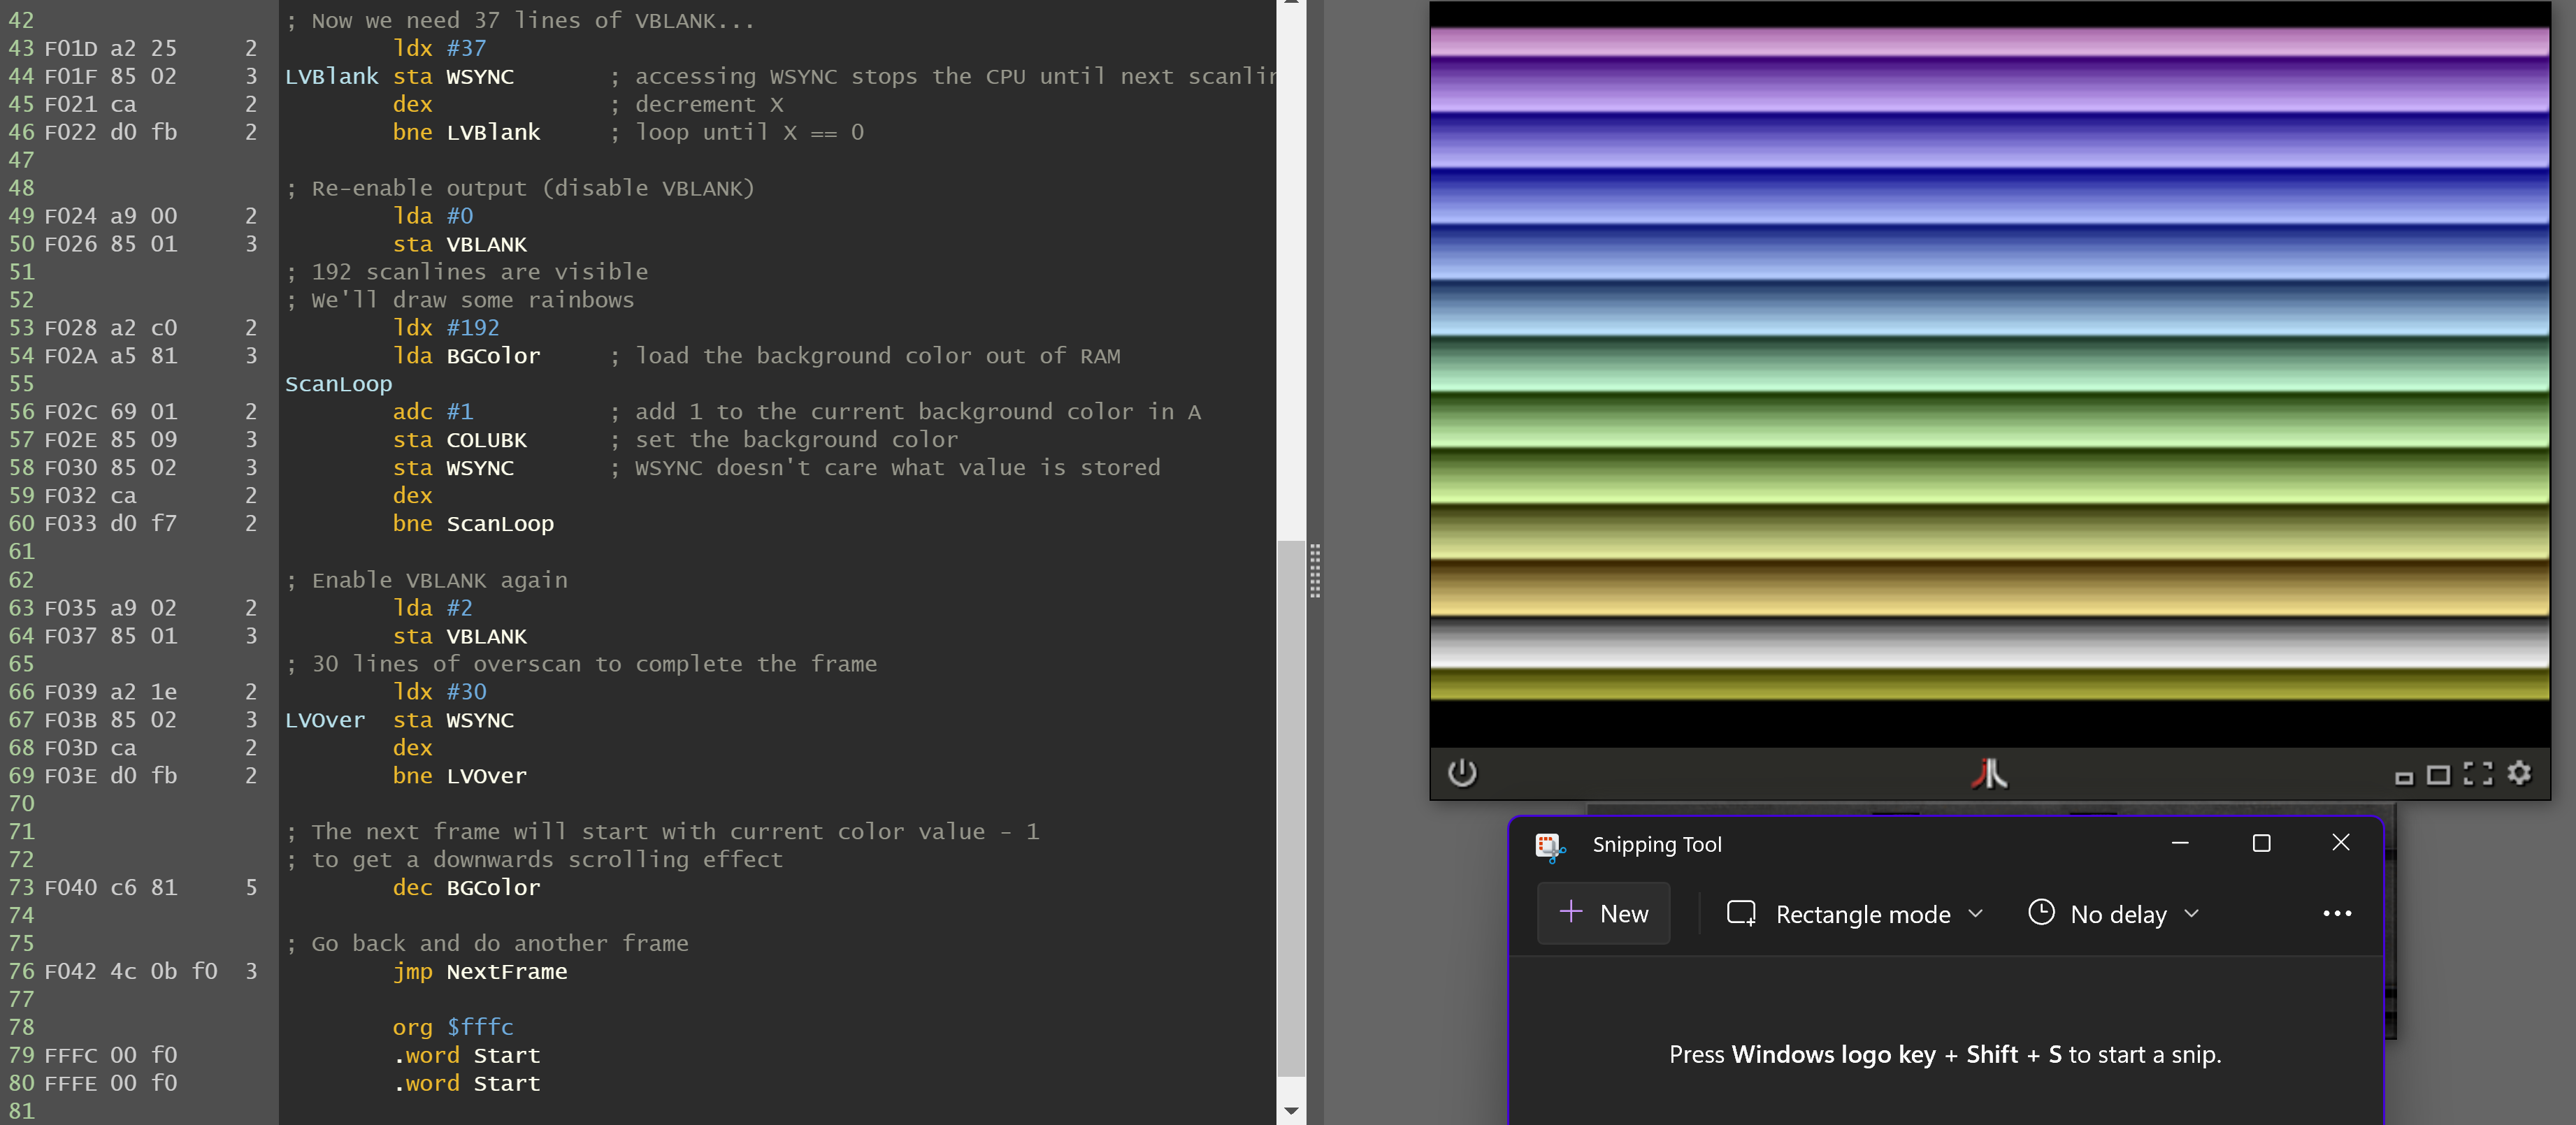 42 ; Now we need 37 lines of VBLANK...
43 F01D a2 25 2 ldx #37
44 F01F 85 02 3 LVBlank sta WSYNC ; accessing WSYNC stops the CPU until next scanlin
45 F021 ca 2 dex ; decrement X
46 F022 d0 fb 2 bne LVBlank ; loop until X == 0
47
48 ; Re-enable output (disable VBLANK)
49 F024 a9 00 2 lda #0
50 F026 85 01 3 sta VBLANK
51 ; 192 scanlines are visible
52 ; We'll draw some rainbows
53 F028 a2 c0 2 ldx #192
54 F02A a5 81 3 lda BGColor ; load the background color out of RAM
55 ScanLoop
56 F02C 69 01 2 adc #1 ; add 1 to the current background color in A
57 F02E 85 09 3 sta COLUBK ; set the background color
58 F030 85 02 3 sta WSYNC ; WSYNC doesn't care what value is stored
59 F032 ca 2 dex
60 F033 d0 f7 2 bne ScanLoop
61
62 ; Enable VBLANK again
63 F035 a9 02 2 lda #2
64 F037 85 01 3 sta VBLANK
65 ; 30 lines of overscan to complete the frame
66 F039 a2 1e 2 ldx #30
67 F03B 85 02 3 LVOver sta WSYNC
68 F03D ca 2 dex
69 F03E d0 fb 2 bne LVOver
70
71 ; The next frame will start with current color value - 1
72 ; to get a downwards scrolling effect
73 F040 c6 81 5 dec BGColor
74
75 ; Go back and do another frame
76 F042 4c 0b f0 3 jmp NextFrame
77
78 org $fffc
79 FFFC 00 f0 .word Start
80 FFFE 00 f0 .word Start
81
Snipping Tool
New Rectangle mode No delay
Press Windows logo key + Shift + S to start a snip.